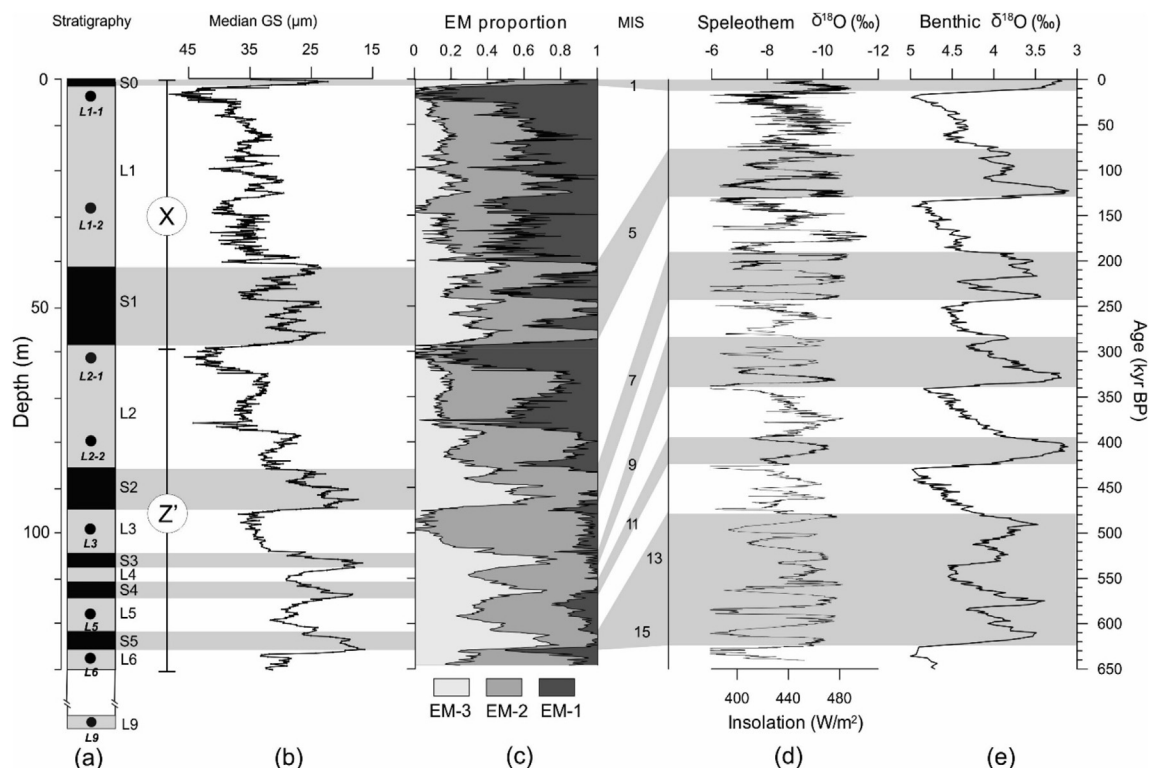 Stratigraphy Median GS (µm) EM proportion MIS Speleothem δ¹⁸O (‰) Benthic δ¹⁸O (‰)
45 35 25 15 0 0.2 0.4 0.6 0.8 1 -6 -8 -10 -12 5 4.5 4 3.5 3
0 S0 1 0
L1-1
50
L1 100
X 150
L1-2
5
200
50 S1 250
L2-1 300
L2 7 350
L2-2 400
9
S2 450
Z'
100 L3 L3 11 500
S3 13
L4 550
S4
L5 L5 600
S5 15
L6 L6 650
EM-3 EM-2 EM-1 400 440 480
L9 L9 Insolation (W/m²)
Depth (m)
Age (kyr BP)
(a) (b) (c) (d) (e)